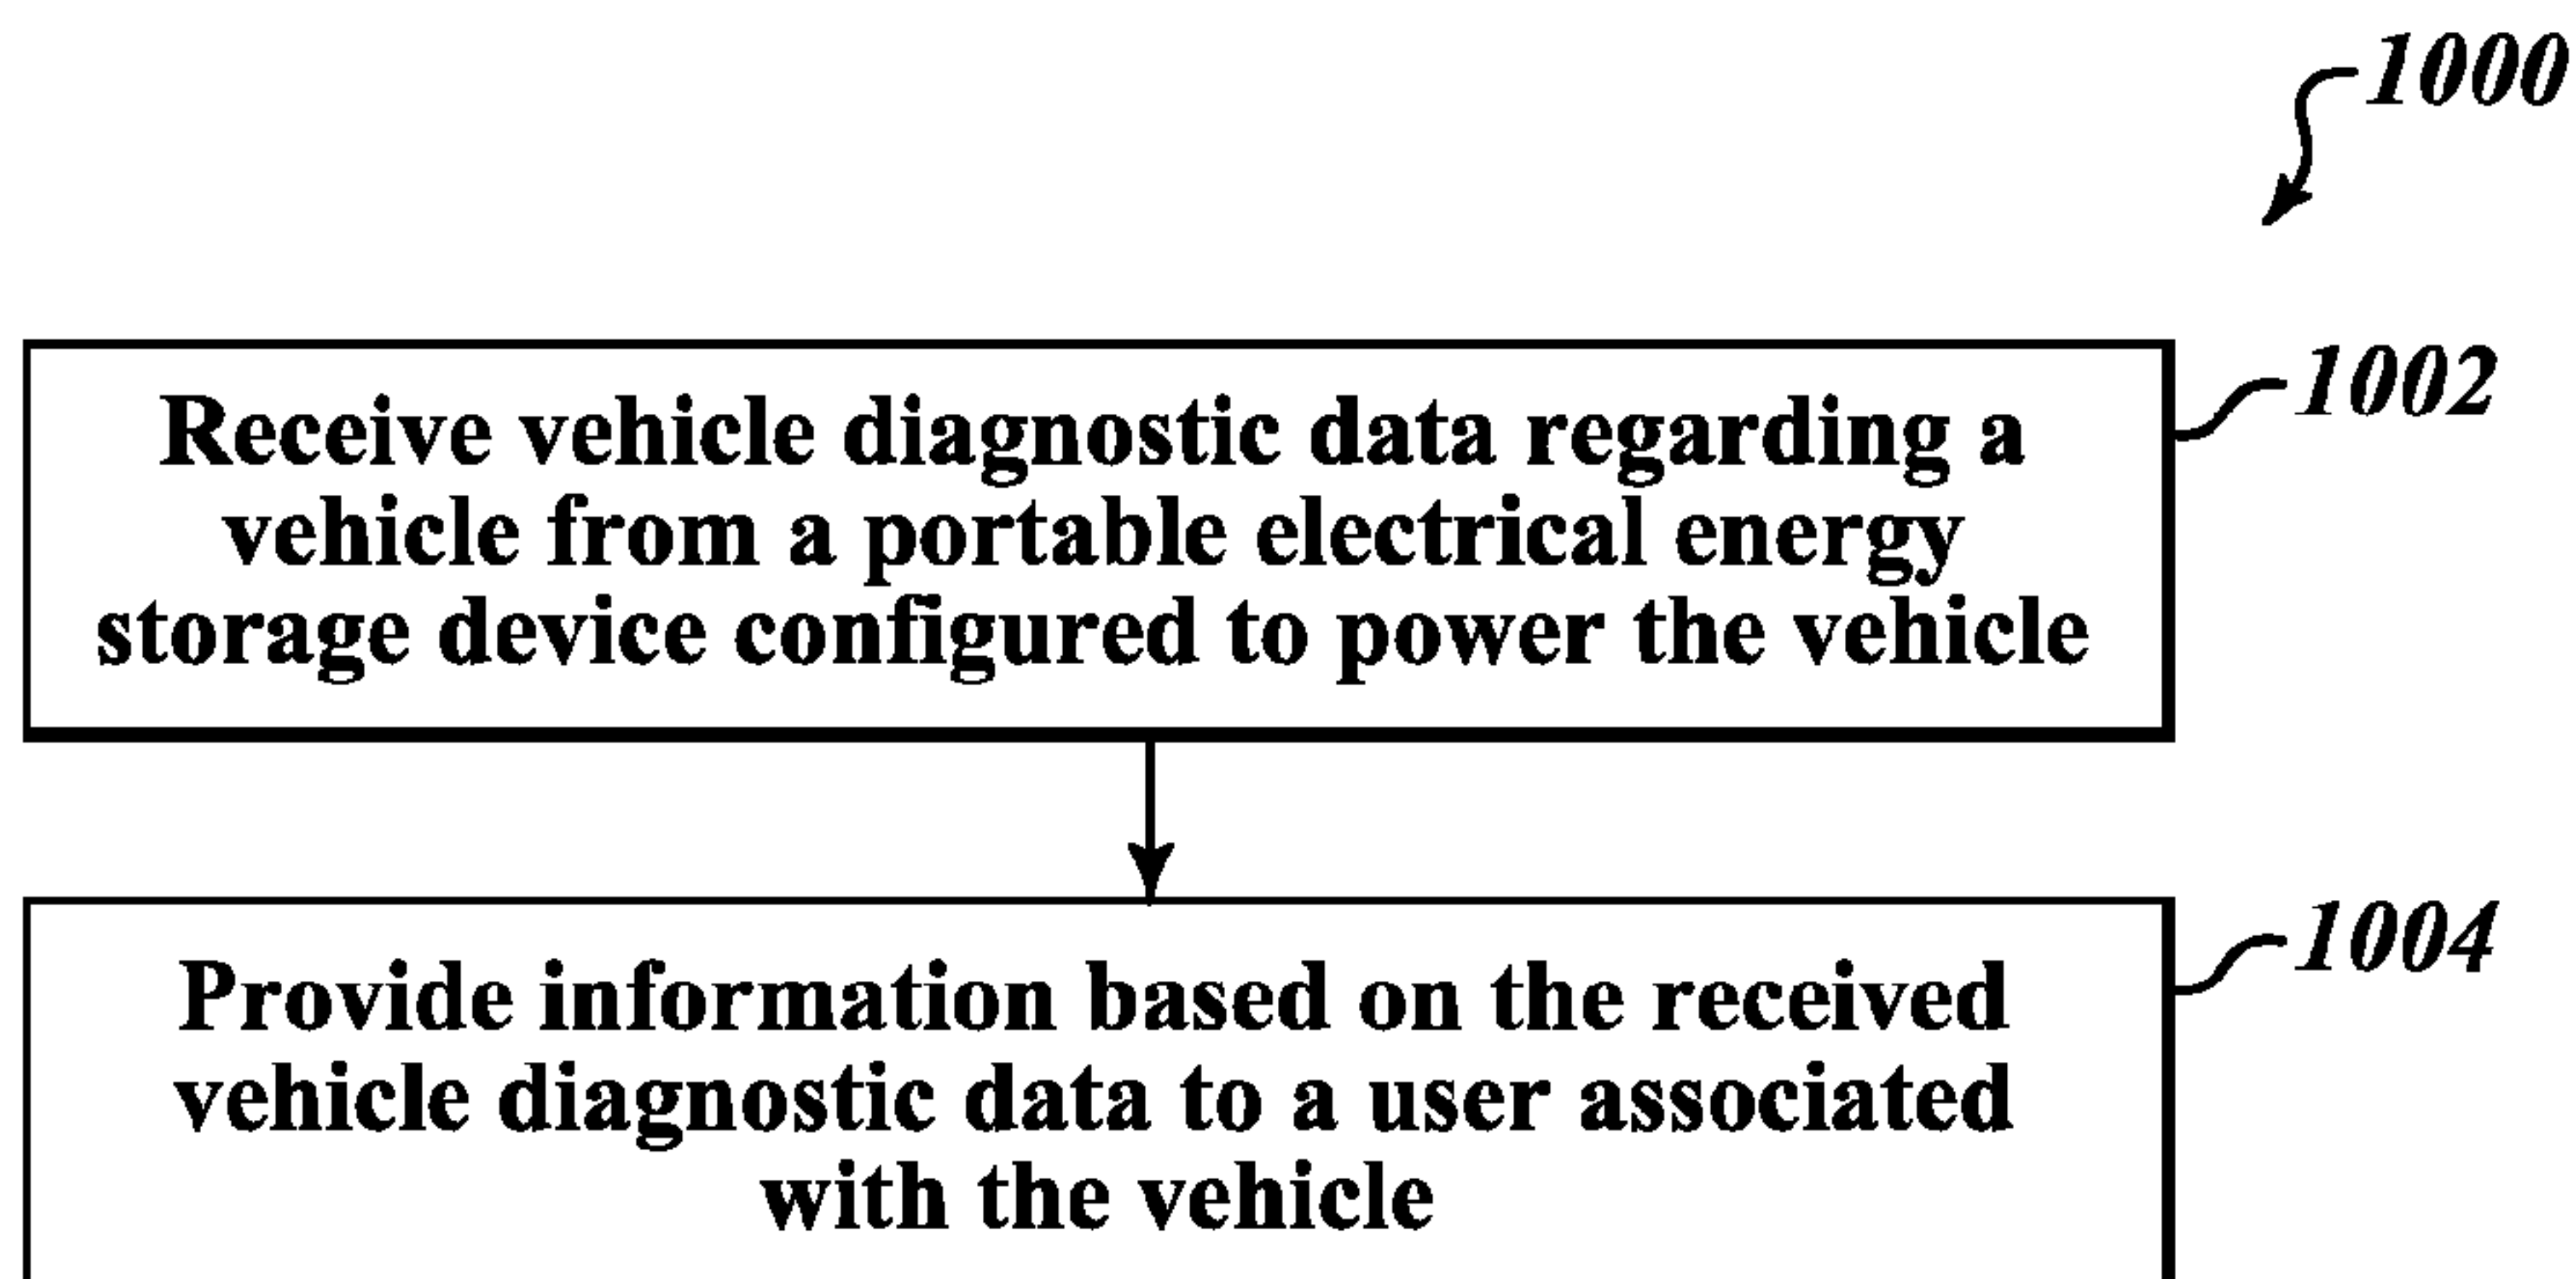 1000
Receive vehicle diagnostic data regarding a
vehicle from a portable electrical energy
storage device configured to power the vehicle
1002
Provide information based on the received
vehicle diagnostic data to a user associated
with the vehicle
1004